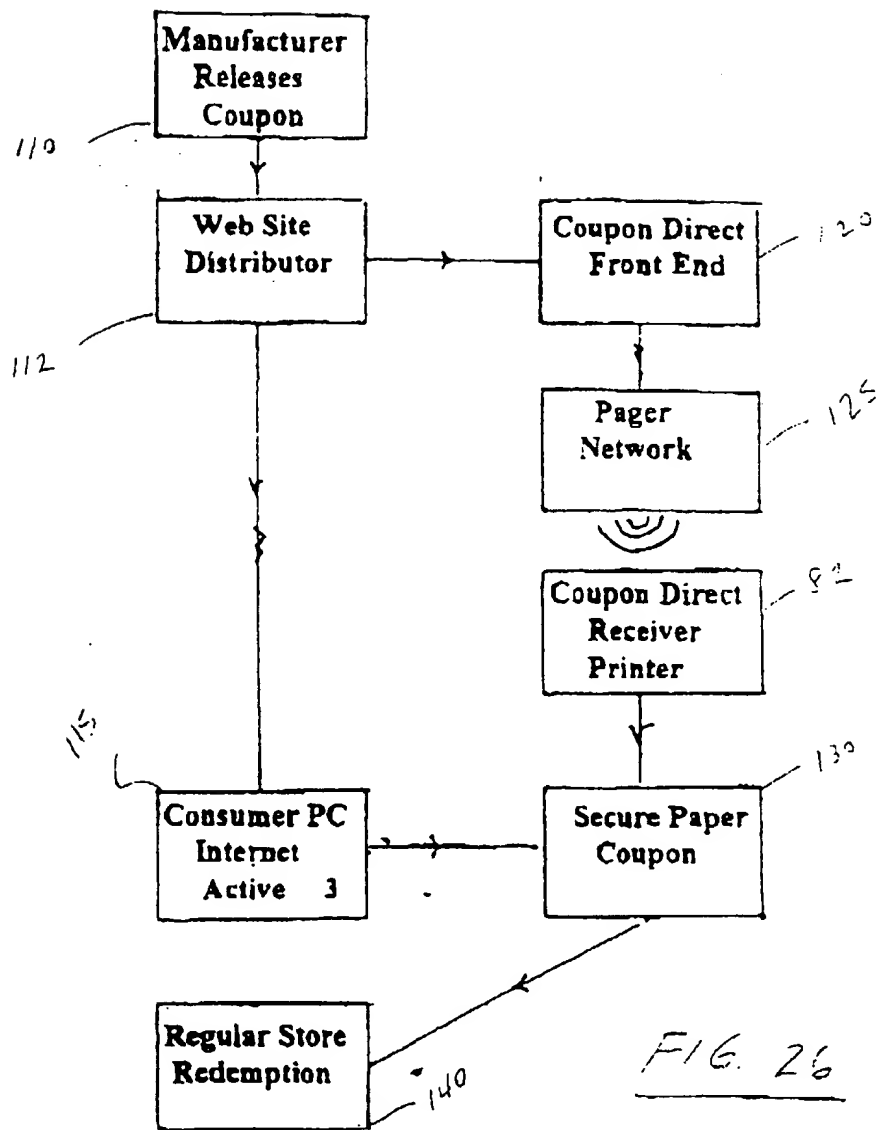 Manufacturer
Releases
Coupon
110
Web Site
Distributor
112
Coupon Direct
Front End
120
Pager
Network
125
Coupon Direct
Receiver
Printer
82
115
Consumer PC
Internet
Active 3
Secure Paper
Coupon
130
Regular Store
Redemption
140
FIG. 26